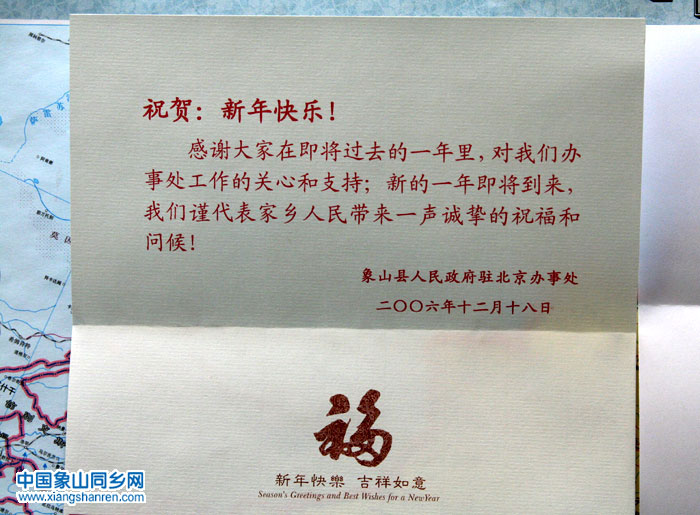 祝贺：新年快乐！
感谢大家在即将过去的一年里，对我们办
事处工作的关心和支持；新的一年即将到来，
我们谨代表家乡人民带来一声诚挚的祝福和
问候！
象山县人民政府驻北京办事处
二〇〇六年十二月十八日
福
新年快樂 吉祥如意
Season's Greetings and Best Wishes for a NewYear
中国象山同乡网
www.xiangshanren.com